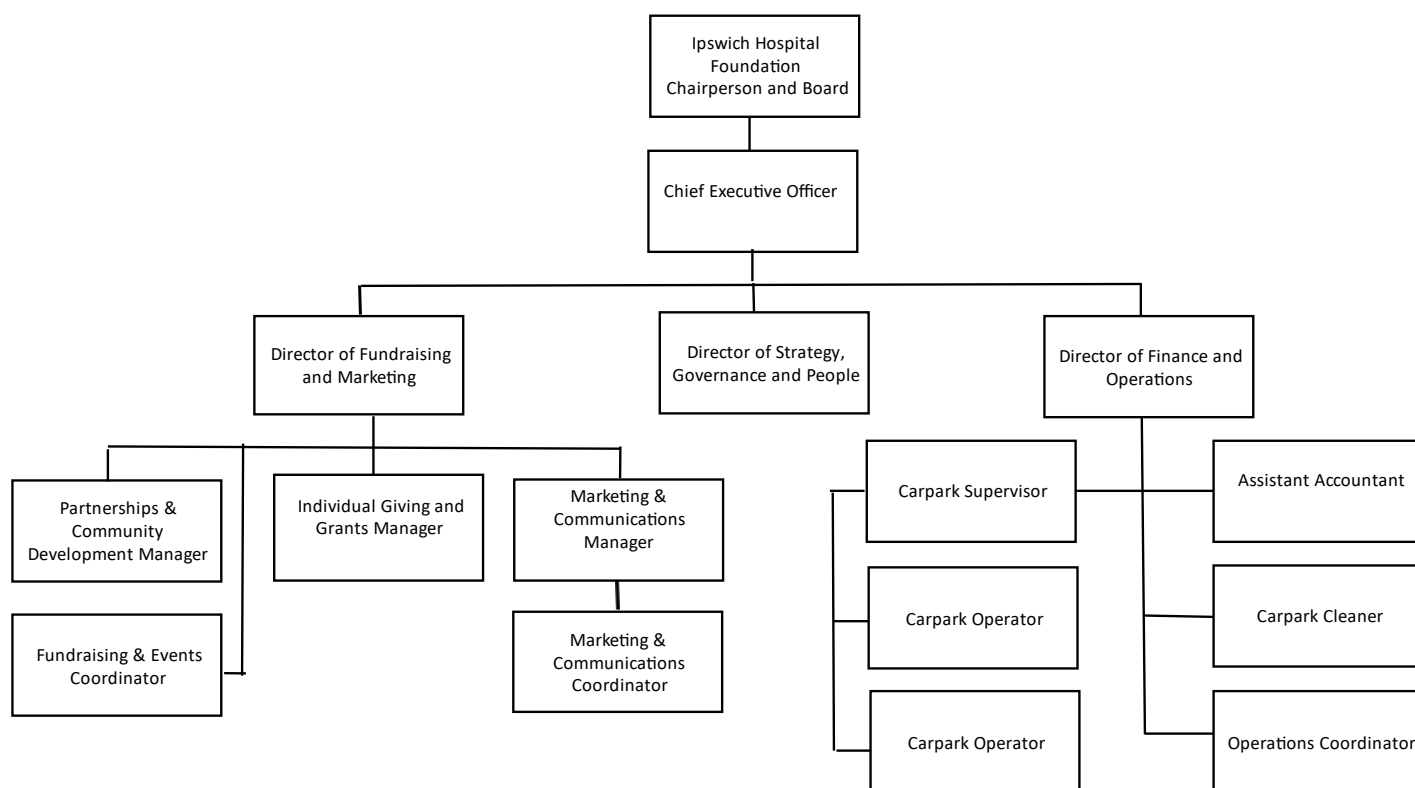 Ipswich Hospital
Foundation
Chairperson and Board
Chief Executive Officer
Director of Fundraising
and Marketing
Director of Strategy,
Governance and People
Director of Finance and
Operations
Partnerships &
Community
Development Manager
Individual Giving and
Grants Manager
Marketing &
Communications
Manager
Carpark Supervisor
Assistant Accountant
Fundraising & Events
Coordinator
Marketing &
Communications
Coordinator
Carpark Operator
Carpark Cleaner
Carpark Operator
Operations Coordinator